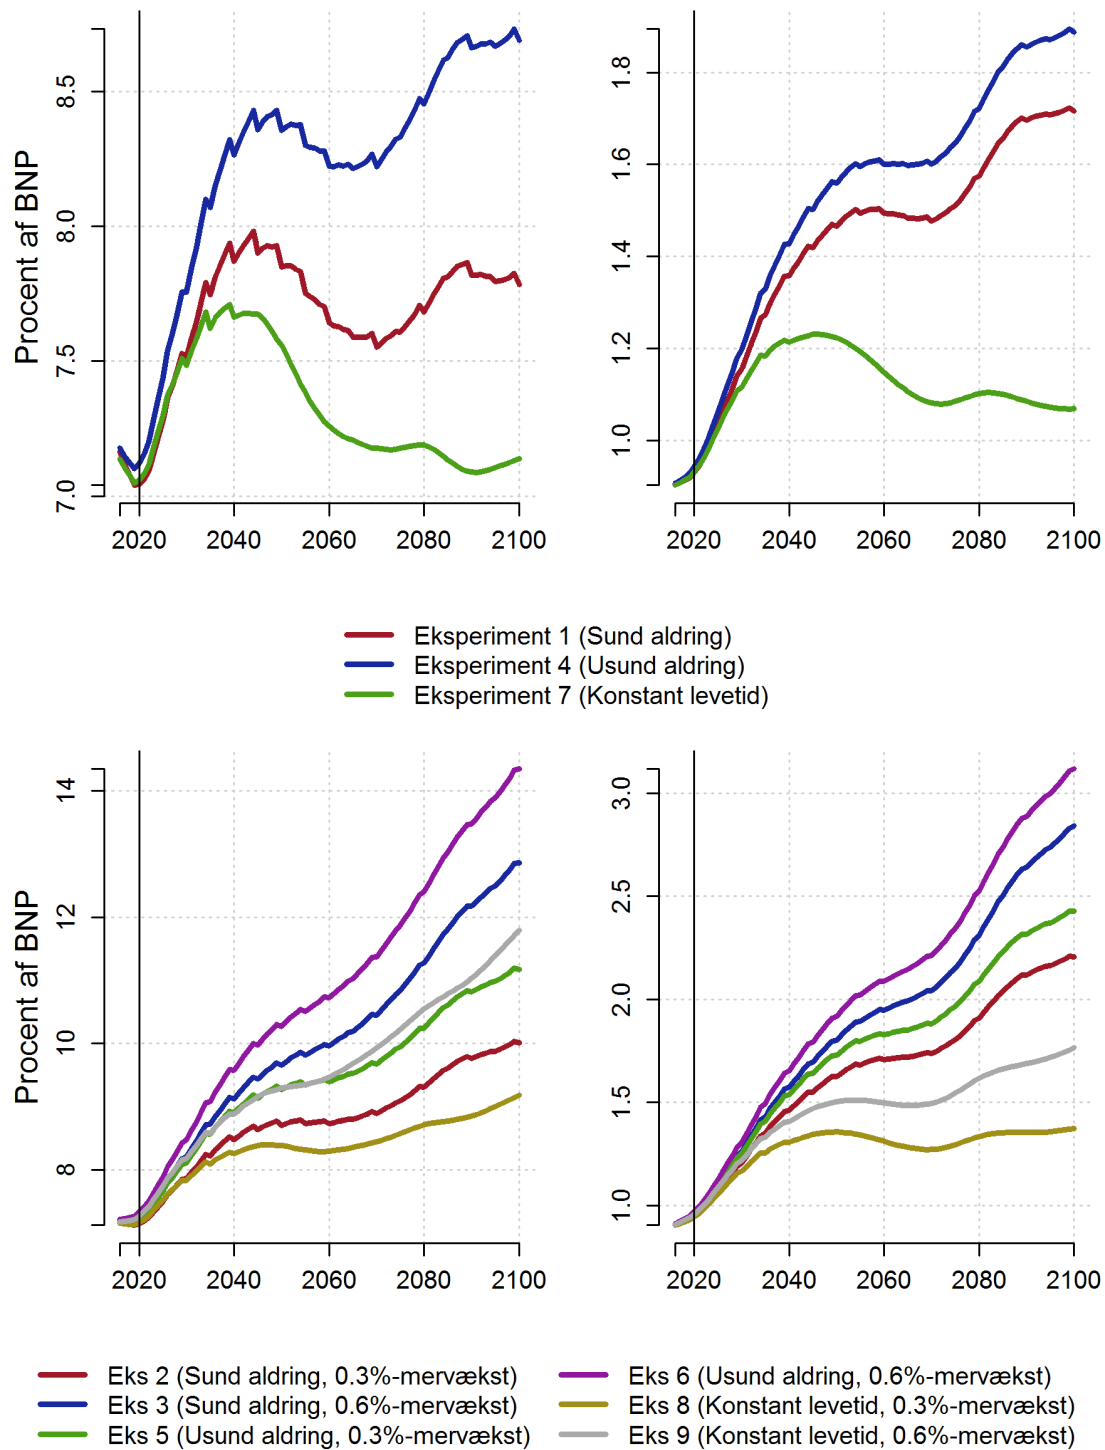 Procent af BNP
8.5
8.0
7.5
7.0
2020 2040 2060 2080 2100
1.8
1.6
1.4
1.2
1.0
2020 2040 2060 2080 2100
Eksperiment 1 (Sund aldring)
Eksperiment 4 (Usund aldring)
Eksperiment 7 (Konstant levetid)
Procent af BNP
14
12
10
8
2020 2040 2060 2080 2100
3.0
2.5
2.0
1.5
1.0
2020 2040 2060 2080 2100
Eks 2 (Sund aldring, 0.3%-mervækst)
Eks 3 (Sund aldring, 0.6%-mervækst)
Eks 5 (Usund aldring, 0.3%-mervækst)
Eks 6 (Usund aldring, 0.6%-mervækst)
Eks 8 (Konstant levetid, 0.3%-mervækst)
Eks 9 (Konstant levetid, 0.6%-mervækst)